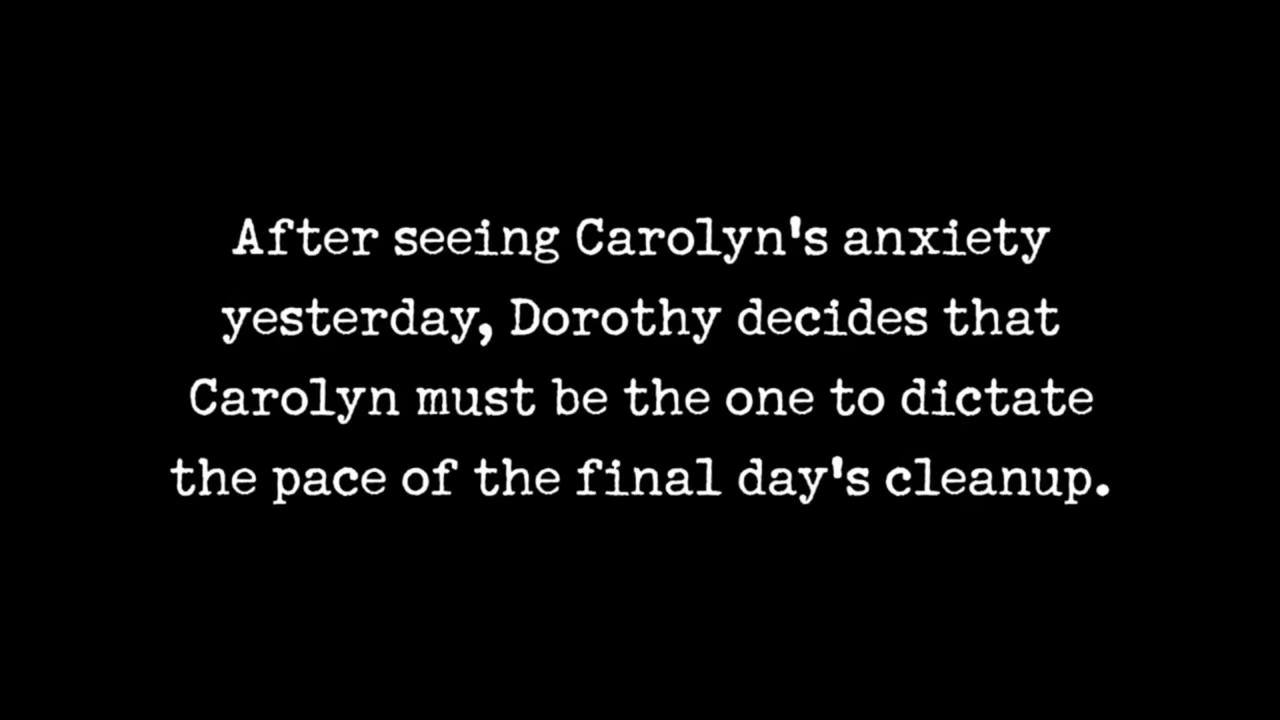 After seeing Carolyn's anxiety
yesterday, Dorothy decides that
Carolyn must be the one to dictate
the pace of the final day's cleanup.